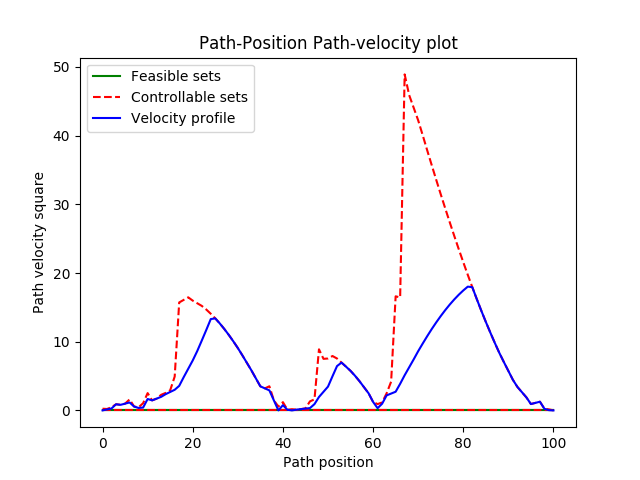 Path-Position Path-velocity plot
Feasible sets
Controllable sets
Velocity profile
Path velocity square
50
40
30
20
10
0
0 20 40 60 80 100
Path position